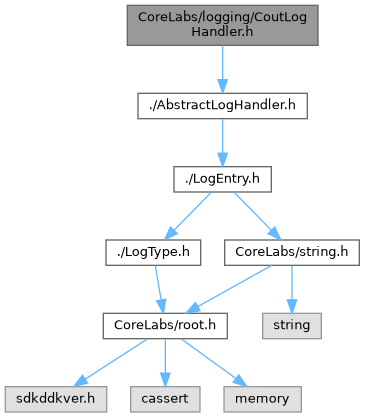 CoreLabs/logging/CoutLog
Handler.h
./AbstractLogHandler.h
./LogEntry.h
./LogType.h
CoreLabs/string.h
CoreLabs/root.h
string
sdkddkver.h
cassert
memory